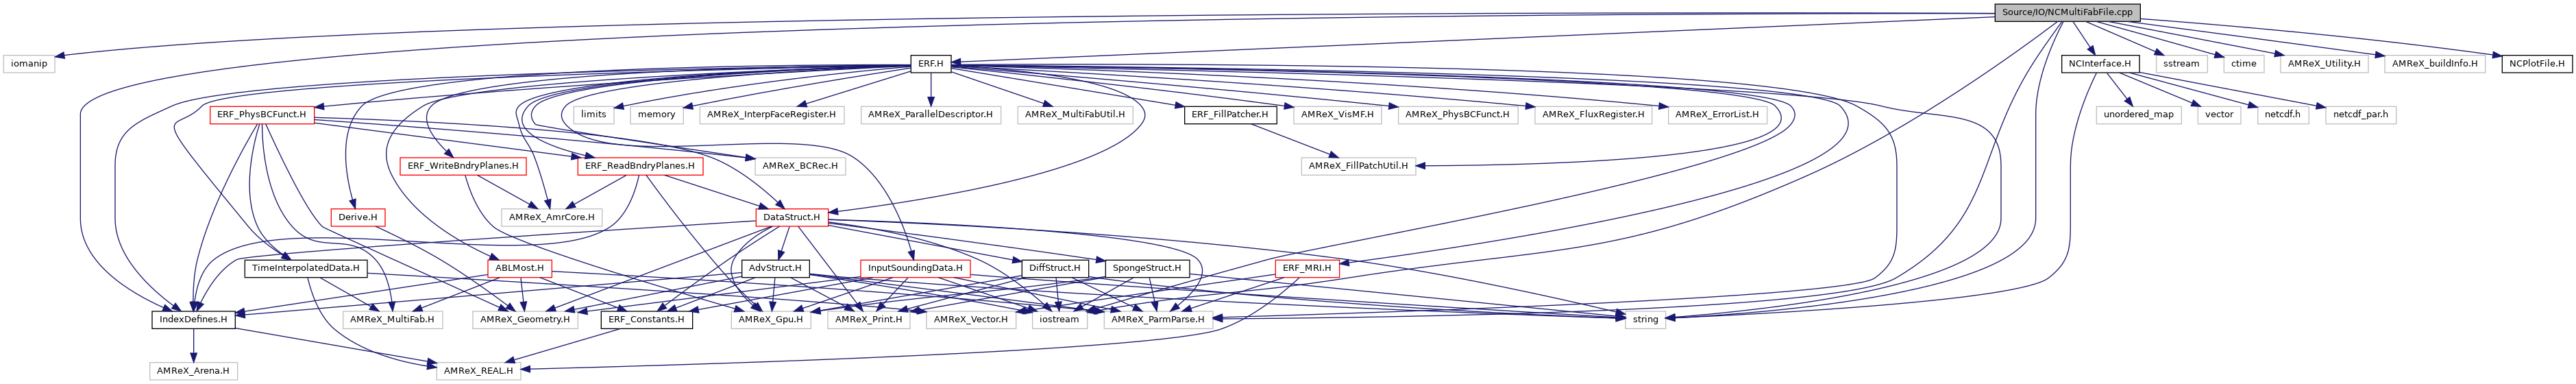 Source/IO/NCMultiFabFile.cpp
iomanip
ERF.H
NCInterface.H
sstream
ctime
AMReX_Utility.H
AMReX_buildInfo.H
NCPlotFile.H
ERF_PhysBCFunct.H
limits
memory
AMReX_InterpFaceRegister.H
AMReX_ParallelDescriptor.H
AMReX_MultiFabUtil.H
ERF_FillPatcher.H
AMReX_VisMF.H
AMReX_PhysBCFunct.H
AMReX_FluxRegister.H
AMReX_ErrorList.H
unordered_map
vector
netcdf.h
netcdf_par.h
ERF_WriteBndryPlanes.H
ERF_ReadBndryPlanes.H
AMReX_BCRec.H
AMReX_FillPatchUtil.H
Derive.H
AMReX_AmrCore.H
DataStruct.H
TimeInterpolatedData.H
ABLMost.H
AdvStruct.H
InputSoundingData.H
DiffStruct.H
SpongeStruct.H
ERF_MRI.H
IndexDefines.H
AMReX_MultiFab.H
AMReX_Geometry.H
ERF_Constants.H
AMReX_Gpu.H
AMReX_Print.H
AMReX_Vector.H
iostream
AMReX_ParmParse.H
string
AMReX_Arena.H
AMReX_REAL.H